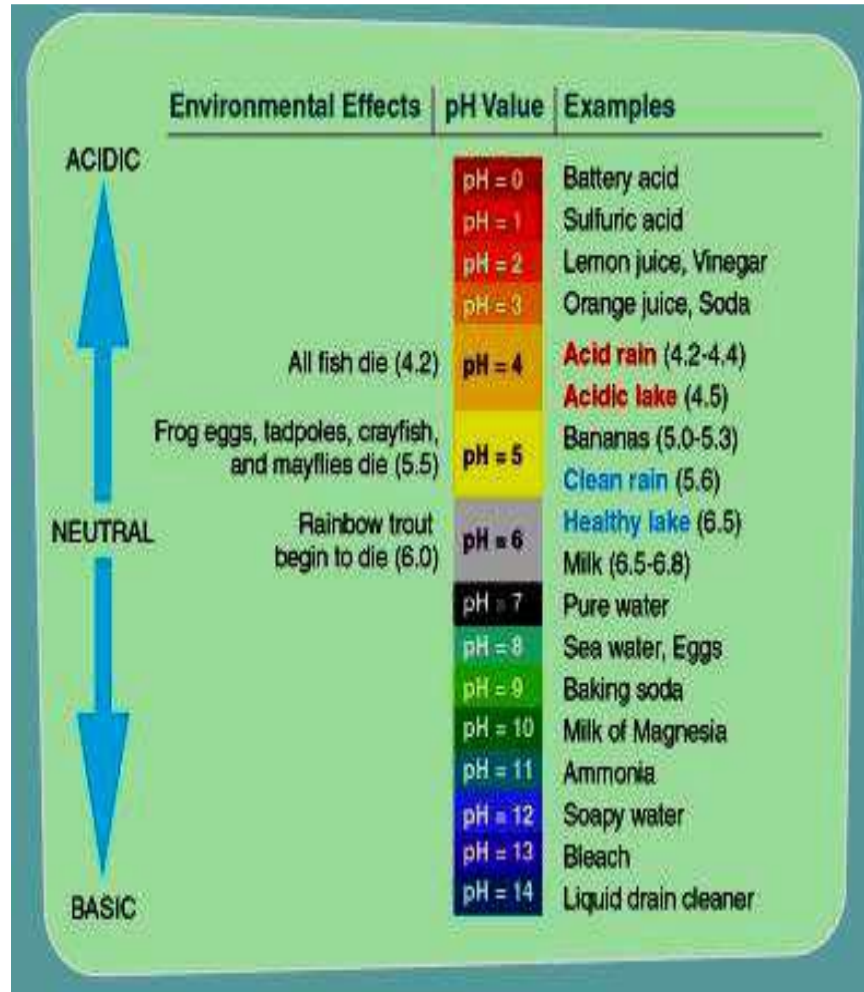 Environmental Effects pH Value Examples
ACIDIC
pH = 0 Battery acid
pH = 1 Sulfuric acid
pH = 2 Lemon juice, Vinegar
pH = 3 Orange juice, Soda
All fish die (4.2) pH = 4 Acid rain (4.2-4.4)
Acidic lake (4.5)
Frog eggs, tadpoles, crayfish,
and mayflies die (5.5) pH = 5 Bananas (5.0-5.3)
Clean rain (5.6)
NEUTRAL
Rainbow trout
begin to die (6.0) pH = 6 Healthy lake (6.5)
Milk (6.5-6.8)
pH = 7 Pure water
pH = 8 Sea water, Eggs
pH = 9 Baking soda
pH = 10 Milk of Magnesia
pH = 11 Ammonia
pH = 12 Soapy water
pH = 13 Bleach
pH = 14 Liquid drain cleaner
BASIC